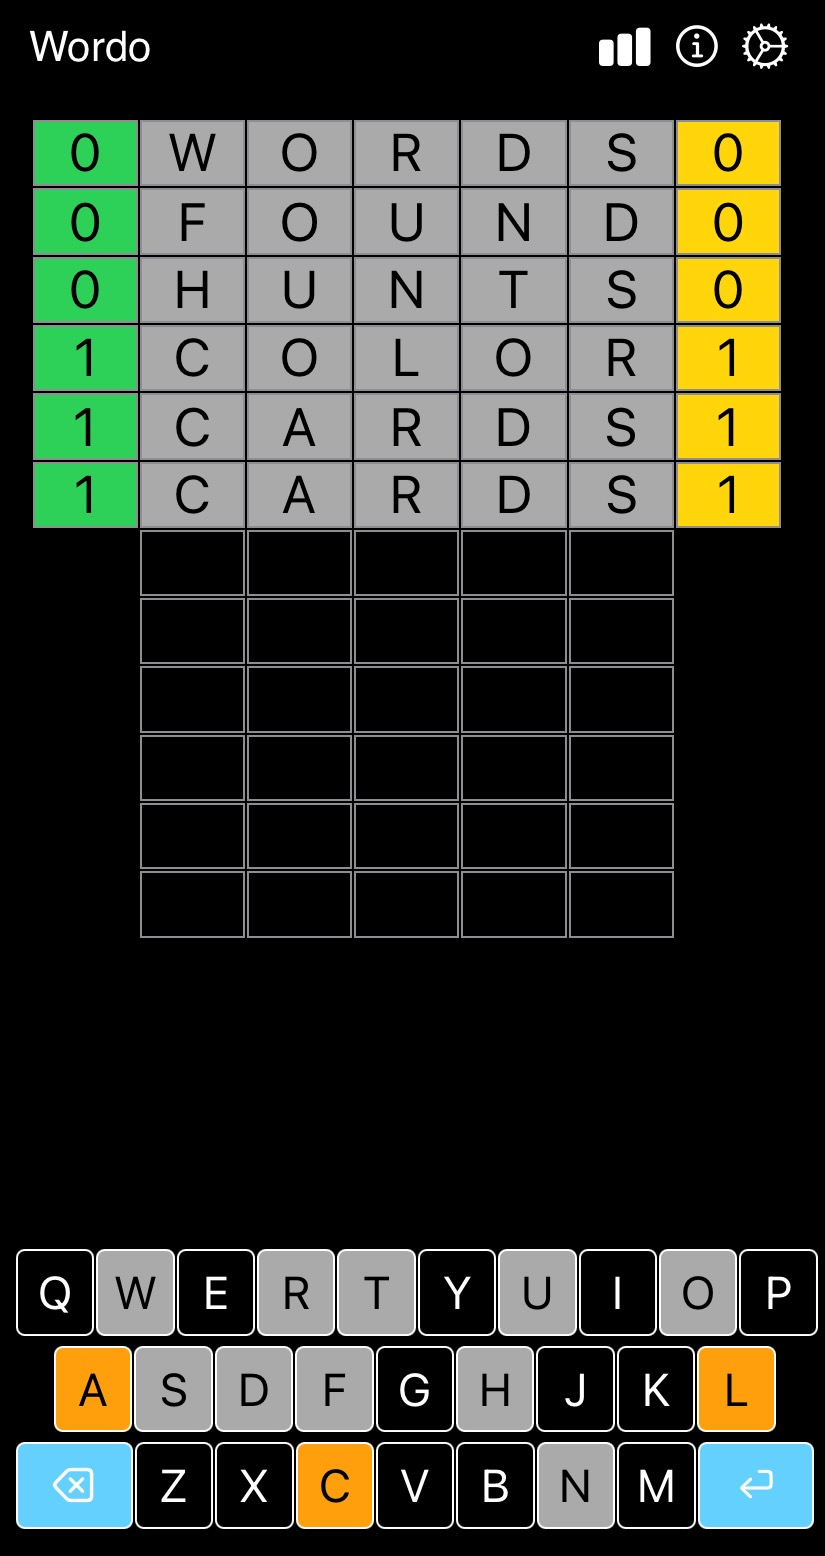 Wordo
0 W O R D S 0
0 F O U N D 0
0 H U N T S 0
1 C O L O R 1
1 C A R D S 1
1 C A R D S 1
Q W E R T Y U I O P
A S D F G H J K L
Z X C V B N M